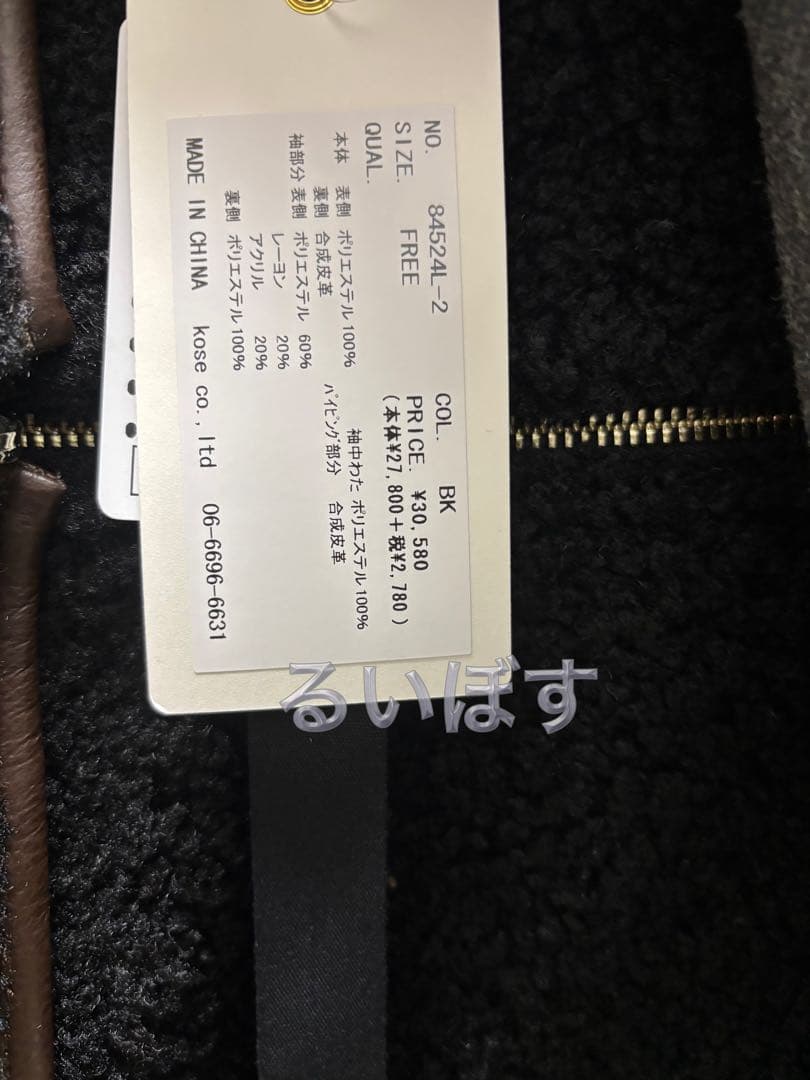 NO. 84524L-2 COL. BK
SIZE. FREE PRICE. ¥30,580
QUAL. (本体¥27,800+税¥2,780)
本体 表側 ポリエステル100% 袖中わた ポリエステル100%
裏側 合成皮革 パイピング部分 合成皮革
袖部分 表側 ポリエステル 60%
レーヨン 20%
アクリル 20%
裏側 ポリエステル100%
MADE IN CHINA kose co.,ltd 06-6696-6631
るいぼす